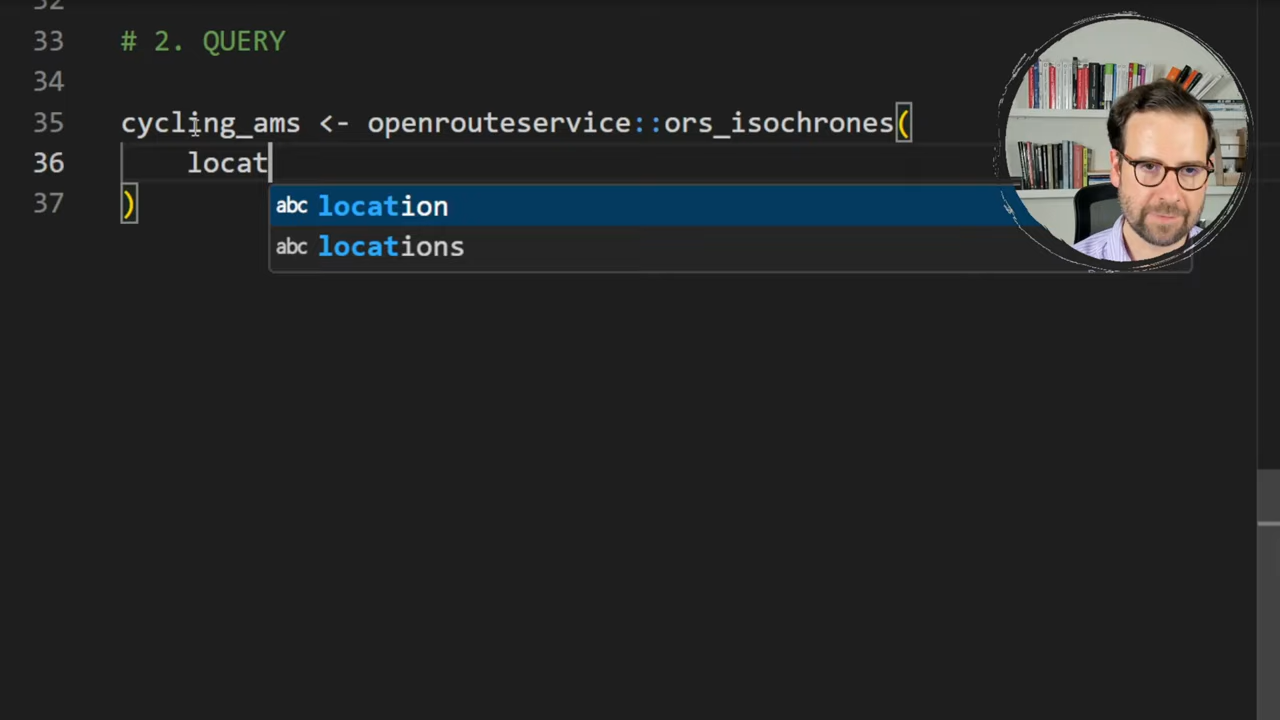 32
33 # 2. QUERY
34
35 cycling_ams <- openrouteservice::ors_isochrones(
36 locat
37 )
abc location
abc locations